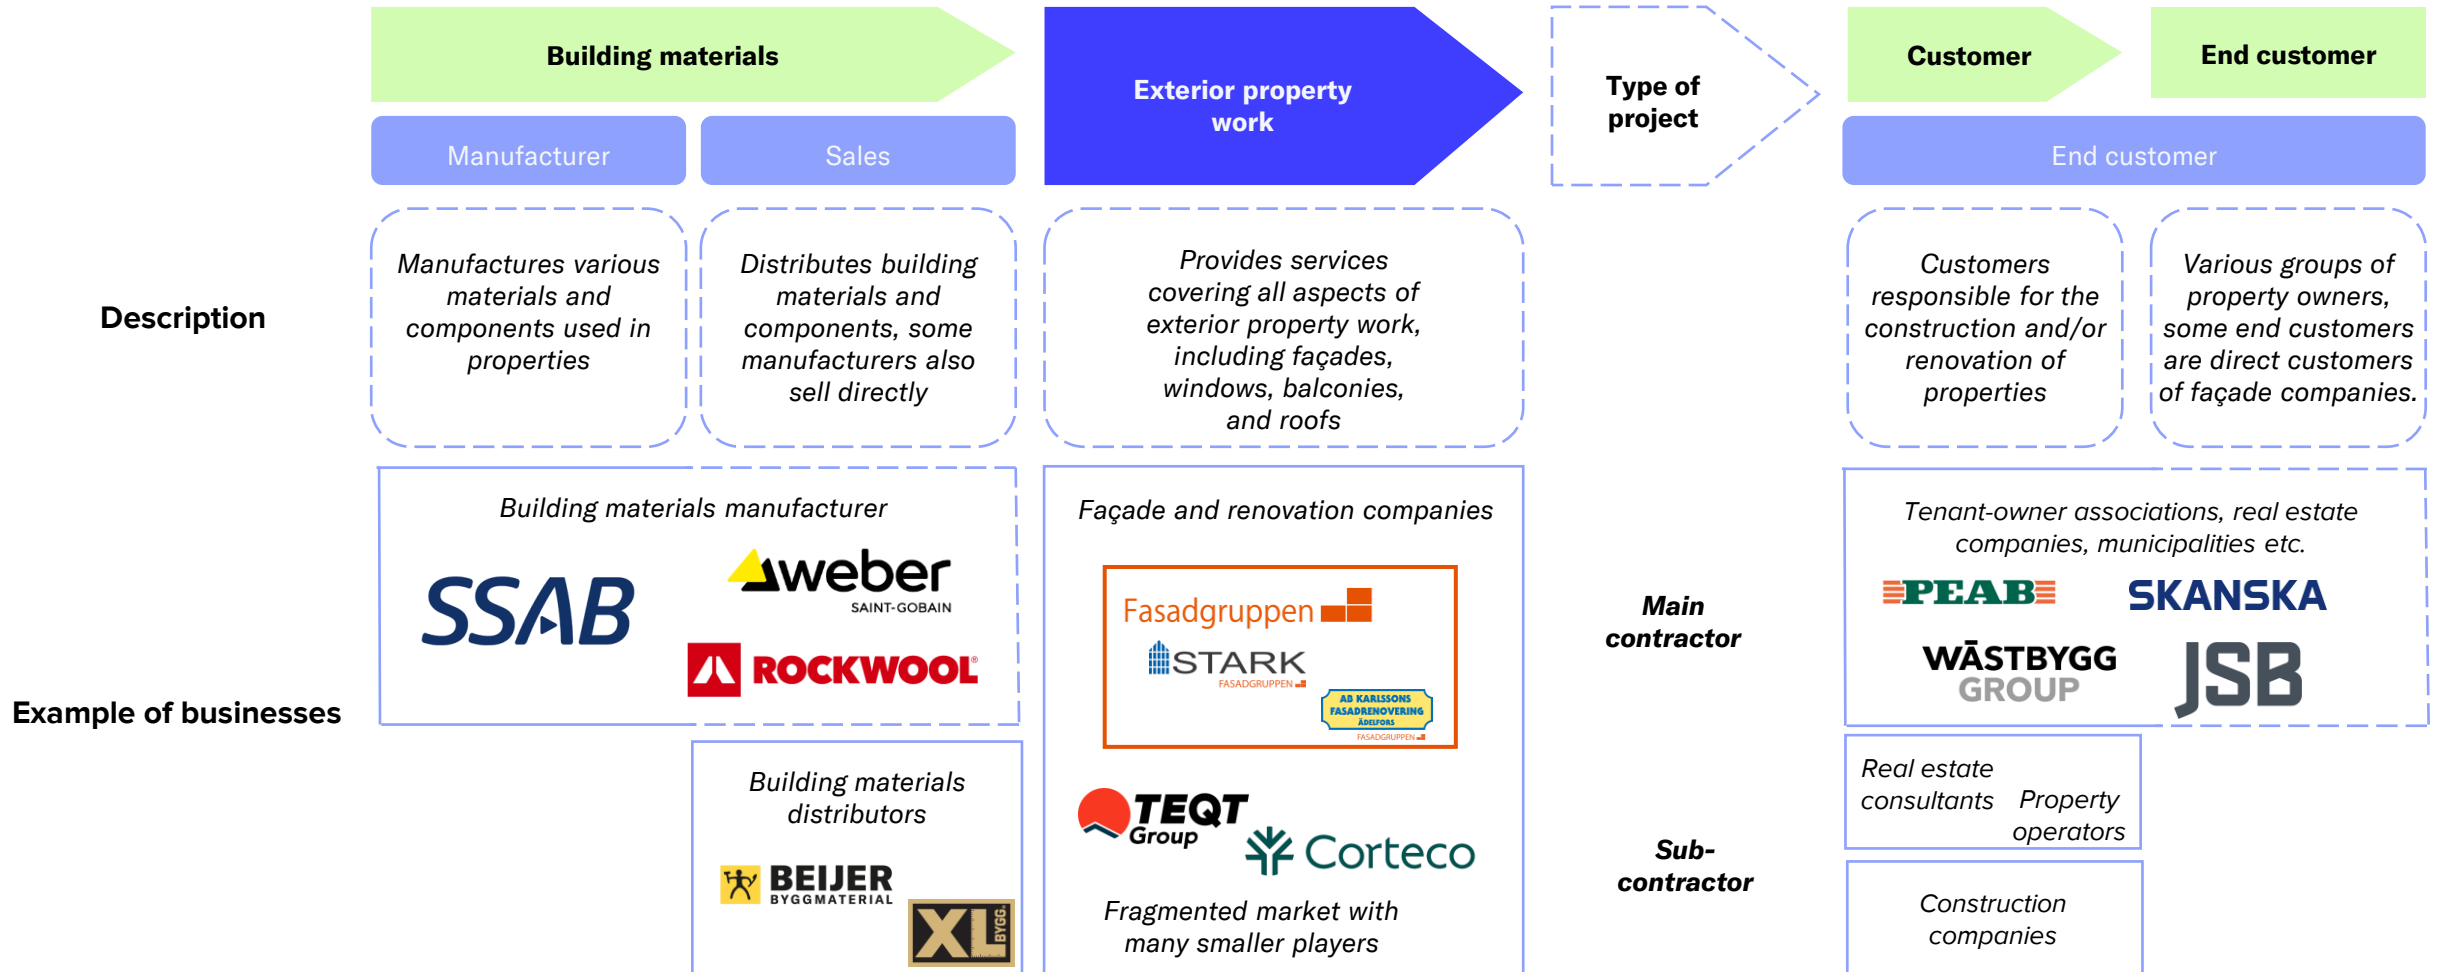 Building materials
Exterior property
work
Type of
project
Customer
End customer
Manufacturer
Sales
End customer
Description
Manufactures various
materials and
components used in
properties
Distributes building
materials and
components, some
manufacturers also
sell directly
Provides services
covering all aspects of
exterior property work,
including façades,
windows, balconies,
and roofs
Customers
responsible for the
construction and/or
renovation of
properties
Various groups of
property owners,
some end customers
are direct customers
of façade companies.
Example of businesses
Building materials manufacturer
SSAB
weber
SAINT-GOBAIN
ROCKWOOL®
Building materials
distributors
BEIJER
BYGGMATERIAL
XL
BYGG®
Façade and renovation companies
Fasadgruppen
STARK
FASADGRUPPEN
AB KARLSSONS
FASADRENOVERING
ÄDELFORS
FASADGRUPPEN
TEQT
Group
Corteco
Fragmented market with
many smaller players
Main
contractor
Sub-
contractor
Tenant-owner associations, real estate
companies, municipalities etc.
PEAB
SKANSKA
WĀSTBYGG
GROUP
JSB
Real estate
consultants
Property
operators
Construction
companies